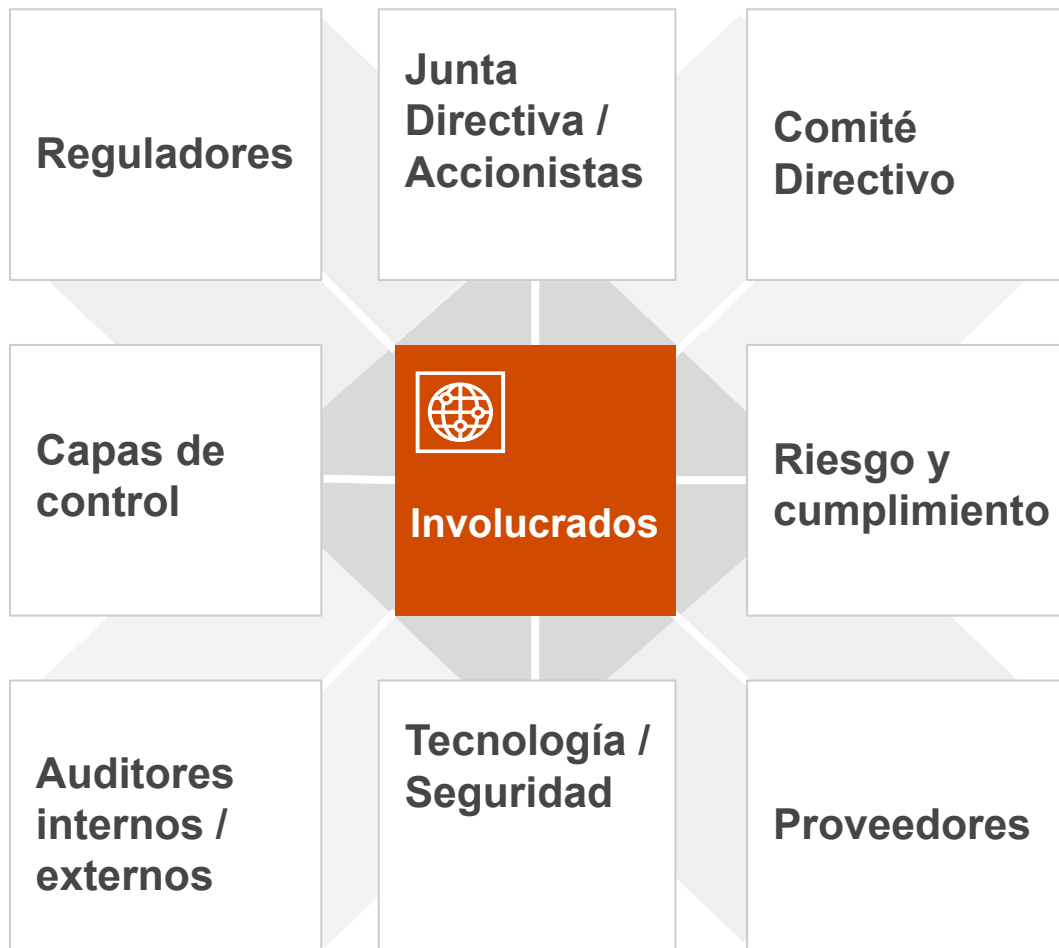 Reguladores
Junta
Directiva /
Accionistas
Comité
Directivo
Capas de
control
Involucrados
Riesgo y
cumplimiento
Auditores
internos /
externos
Tecnología /
Seguridad
Proveedores